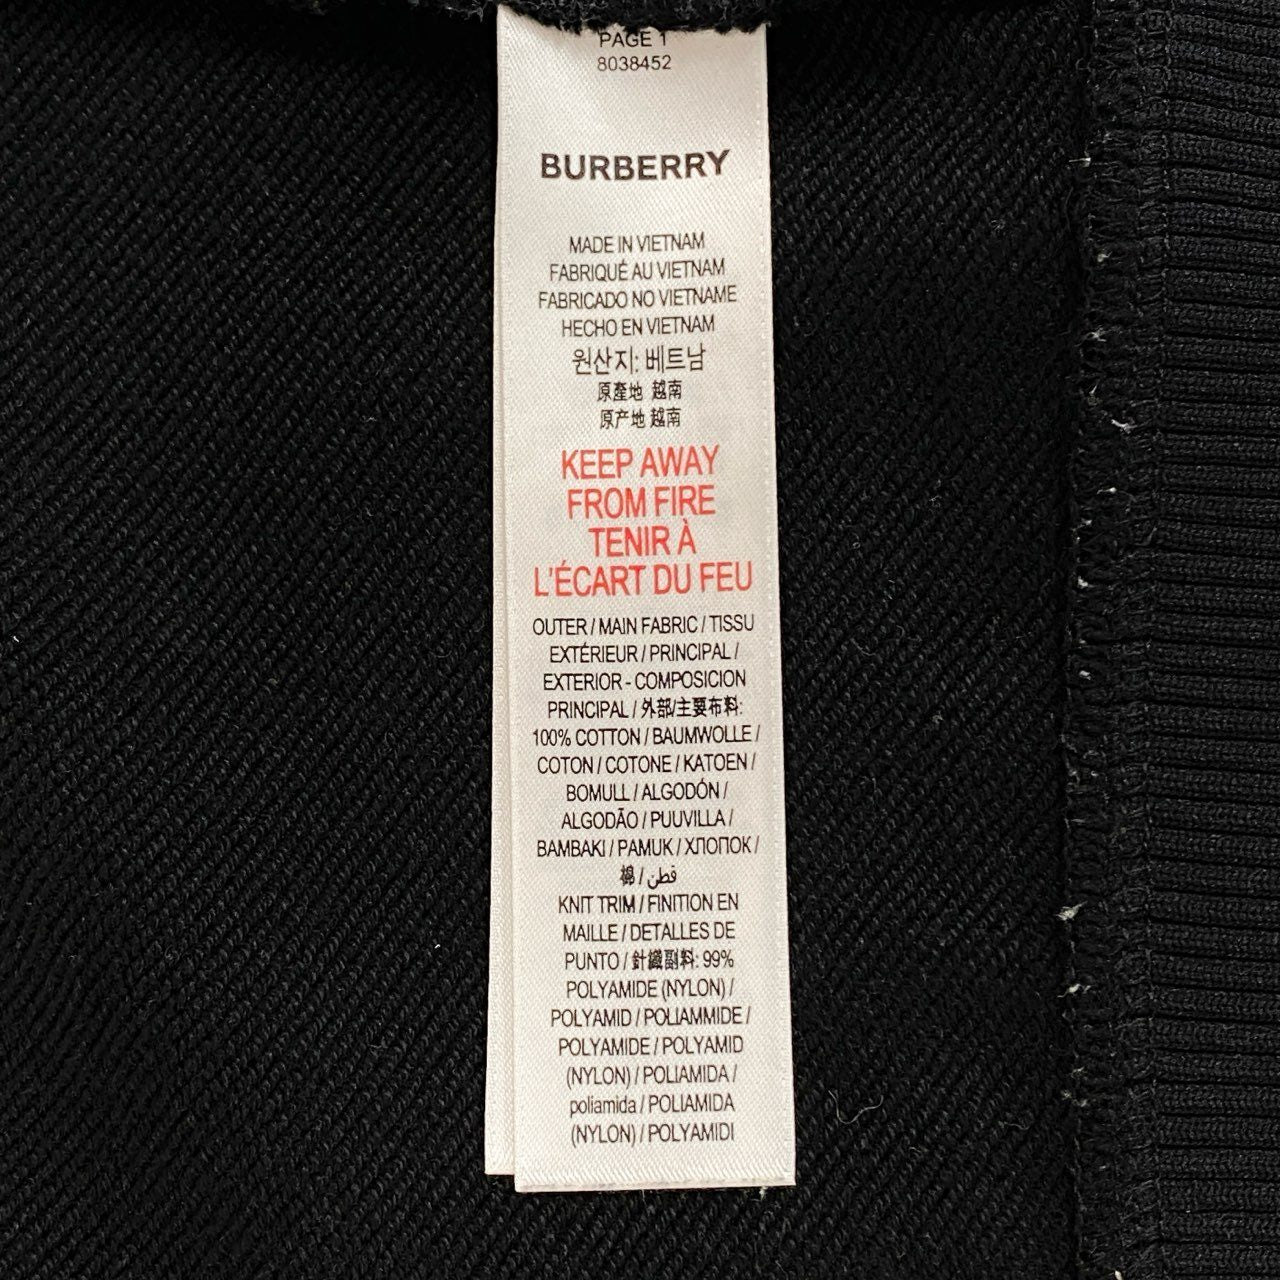 PAGE 1
8038452
BURBERRY
MADE IN VIETNAM
FABRIQUÉ AU VIETNAM
FABRICADO NO VIETNAME
HECHO EN VIETNAM
원산지: 베트남
原產地 越南
原产地 越南
KEEP AWAY
FROM FIRE
TENIR À
L'ÉCART DU FEU
OUTER / MAIN FABRIC / TISSU
EXTÉRIEUR / PRINCIPAL /
EXTERIOR - COMPOSICION
PRINCIPAL / 外部/主要布料:
100% COTTON / BAUMWOLLE /
COTON / COTONE / KATOEN /
BOMULL / ALGODÓN /
ALGODÃO / PUUVILLA /
BAMBAKI / PAMUK / ХЛОПОК /
棉 / قطن
KNIT TRIM / FINITION EN
MAILLE / DETALLES DE
PUNTO / 針織副料: 99%
POLYAMIDE (NYLON) /
POLYAMID / POLIAMMIDE /
POLYAMIDE / POLYAMID
(NYLON) / POLIAMIDA /
poliamida / POLIAMIDA
(NYLON) / POLYAMIDI